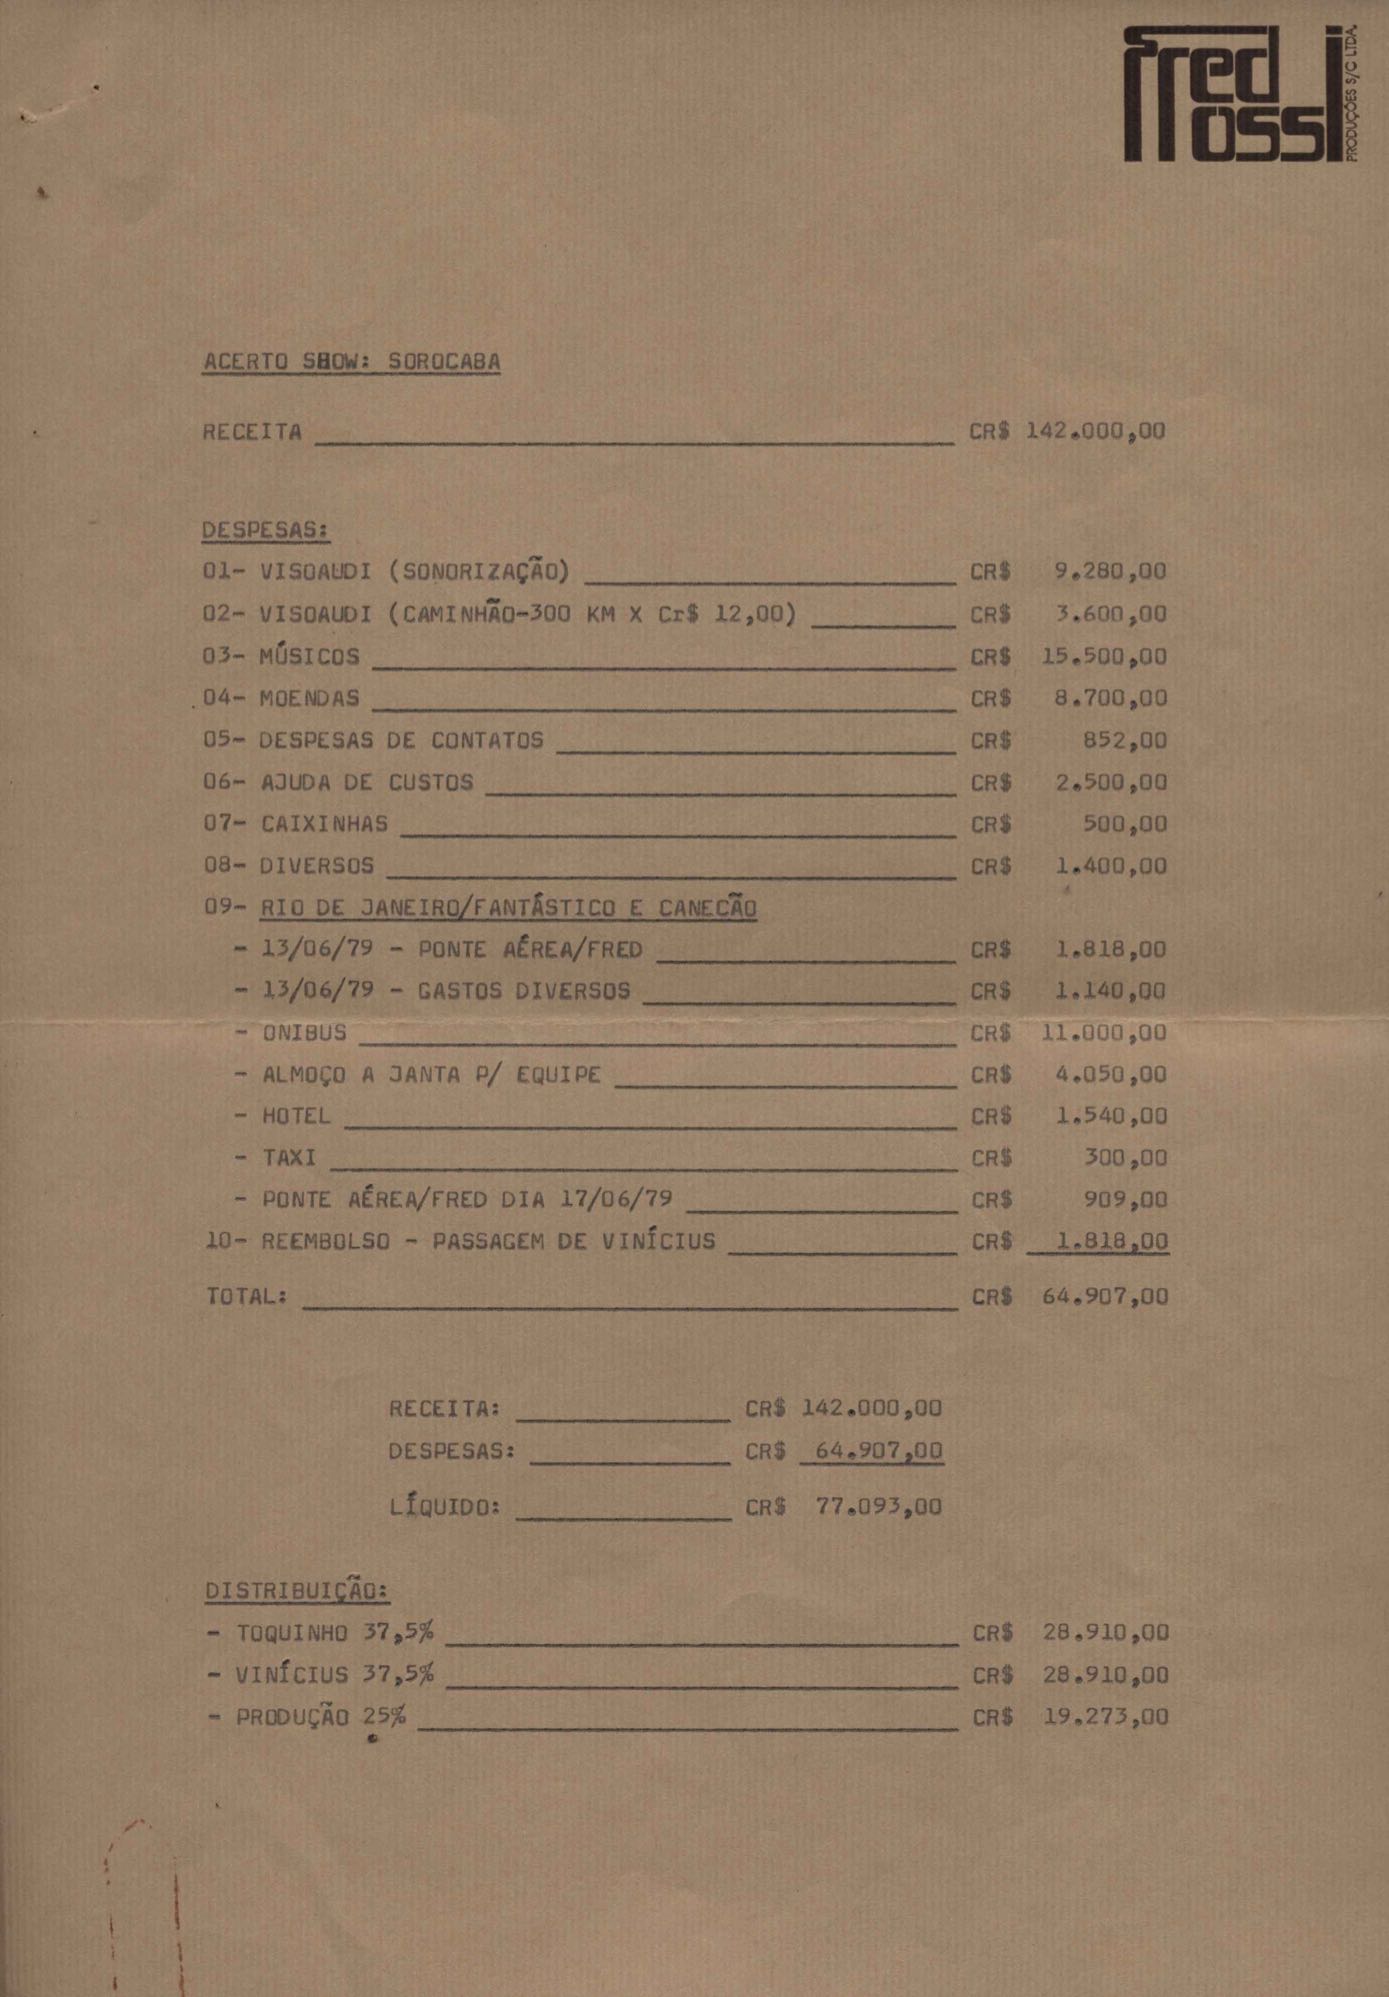 fred rossi
PRODUÇÕES S/C LTDA.
ACERTO SHOW: SOROCABA
RECEITA CR$ 142.000,00
DESPESAS:
01- VISOAUDI (SONORIZAÇÃO) CR$ 9.280,00
02- VISOAUDI (CAMINHÃO-300 KM X Cr$ 12,00) CR$ 3.600,00
03- MÚSICOS CR$ 15.500,00
04- MOENDAS CR$ 8.700,00
05- DESPESAS DE CONTATOS CR$ 852,00
06- AJUDA DE CUSTOS CR$ 2.500,00
07- CAIXINHAS CR$ 500,00
08- DIVERSOS CR$ 1.400,00
09- RIO DE JANEIRO/FANTÁSTICO E CANECÃO
- 13/06/79 - PONTE AÉREA/FRED CR$ 1.818,00
- 13/06/79 - GASTOS DIVERSOS CR$ 1.140,00
- ONIBUS CR$ 11.000,00
- ALMOÇO A JANTA P/ EQUIPE CR$ 4.050,00
- HOTEL CR$ 1.540,00
- TAXI CR$ 300,00
- PONTE AÉREA/FRED DIA 17/06/79 CR$ 909,00
10- REEMBOLSO - PASSAGEM DE VINÍCIUS CR$ 1.818,00
TOTAL: CR$ 64.907,00
RECEITA: CR$ 142.000,00
DESPESAS: CR$ 64.907,00
LÍQUIDO: CR$ 77.093,00
DISTRIBUIÇÃO:
- TOQUINHO 37,5% CR$ 28.910,00
- VINÍCIUS 37,5% CR$ 28.910,00
- PRODUÇÃO 25% CR$ 19.273,00